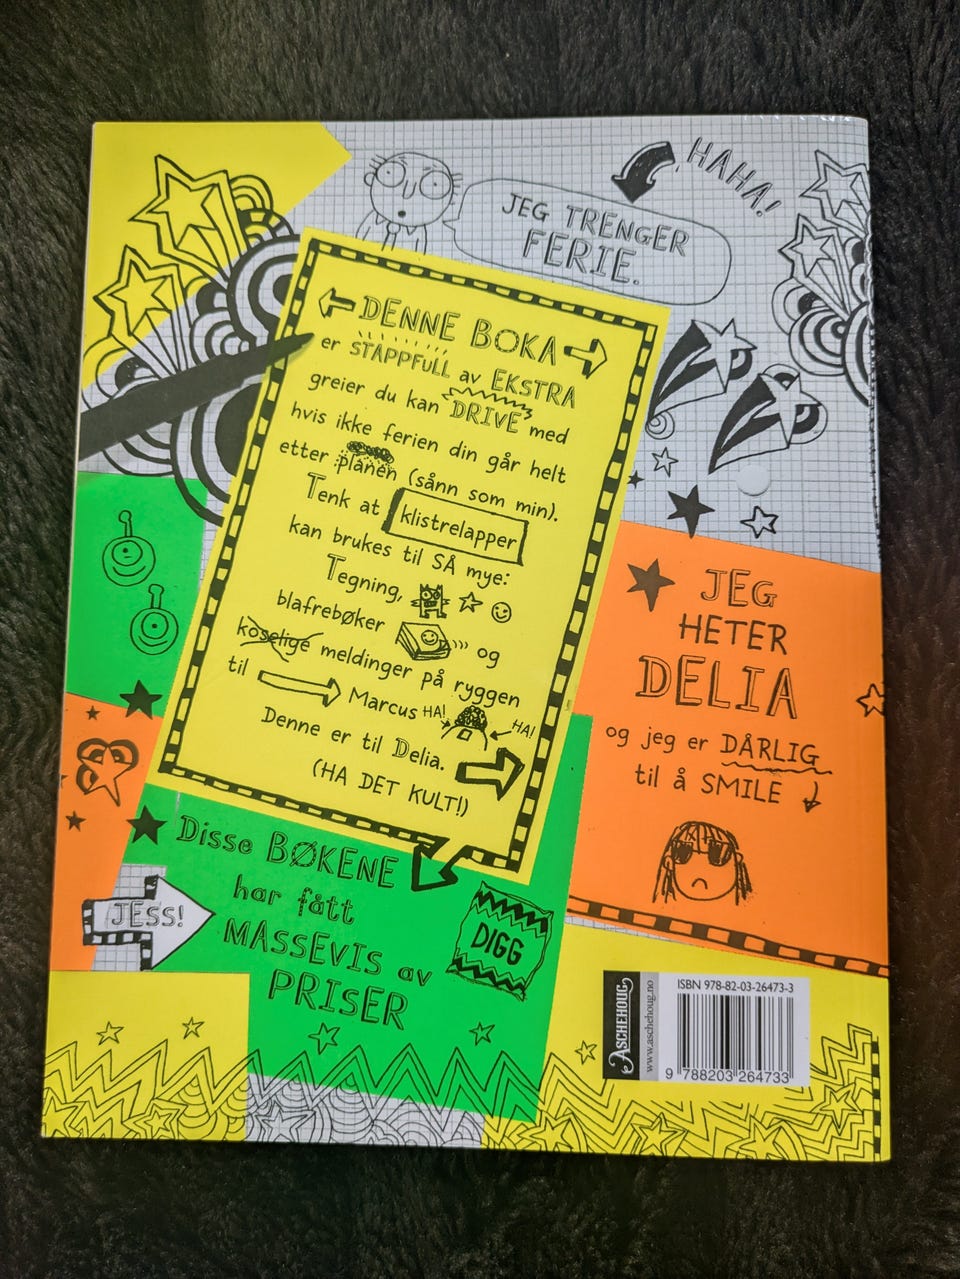 HAHA!
JEG TRENGER
FERIE.
DENNE BOKA
er STAPPFULL av EKSTRA
greier du kan DRIVE med
hvis ikke ferien din går helt
etter planen (sånn som min).
Tenk at klistrelapper
kan brukes til SÅ mye:
Tegning,
blafrebøker og
koselige meldinger på ryggen
til Marcus HA! HA!
Denne er til Delia.
(HA DET KULT!)
JEG
HETER
DELIA
og jeg er DÅRLIG
til å SMILE
Disse BØKENE
har fått
MASSEVIS av
PRISER
JESS!
DIGG
ASCHEHOUG
www.aschehoug.no
ISBN 978-82-03-26473-3
9 788203 264733